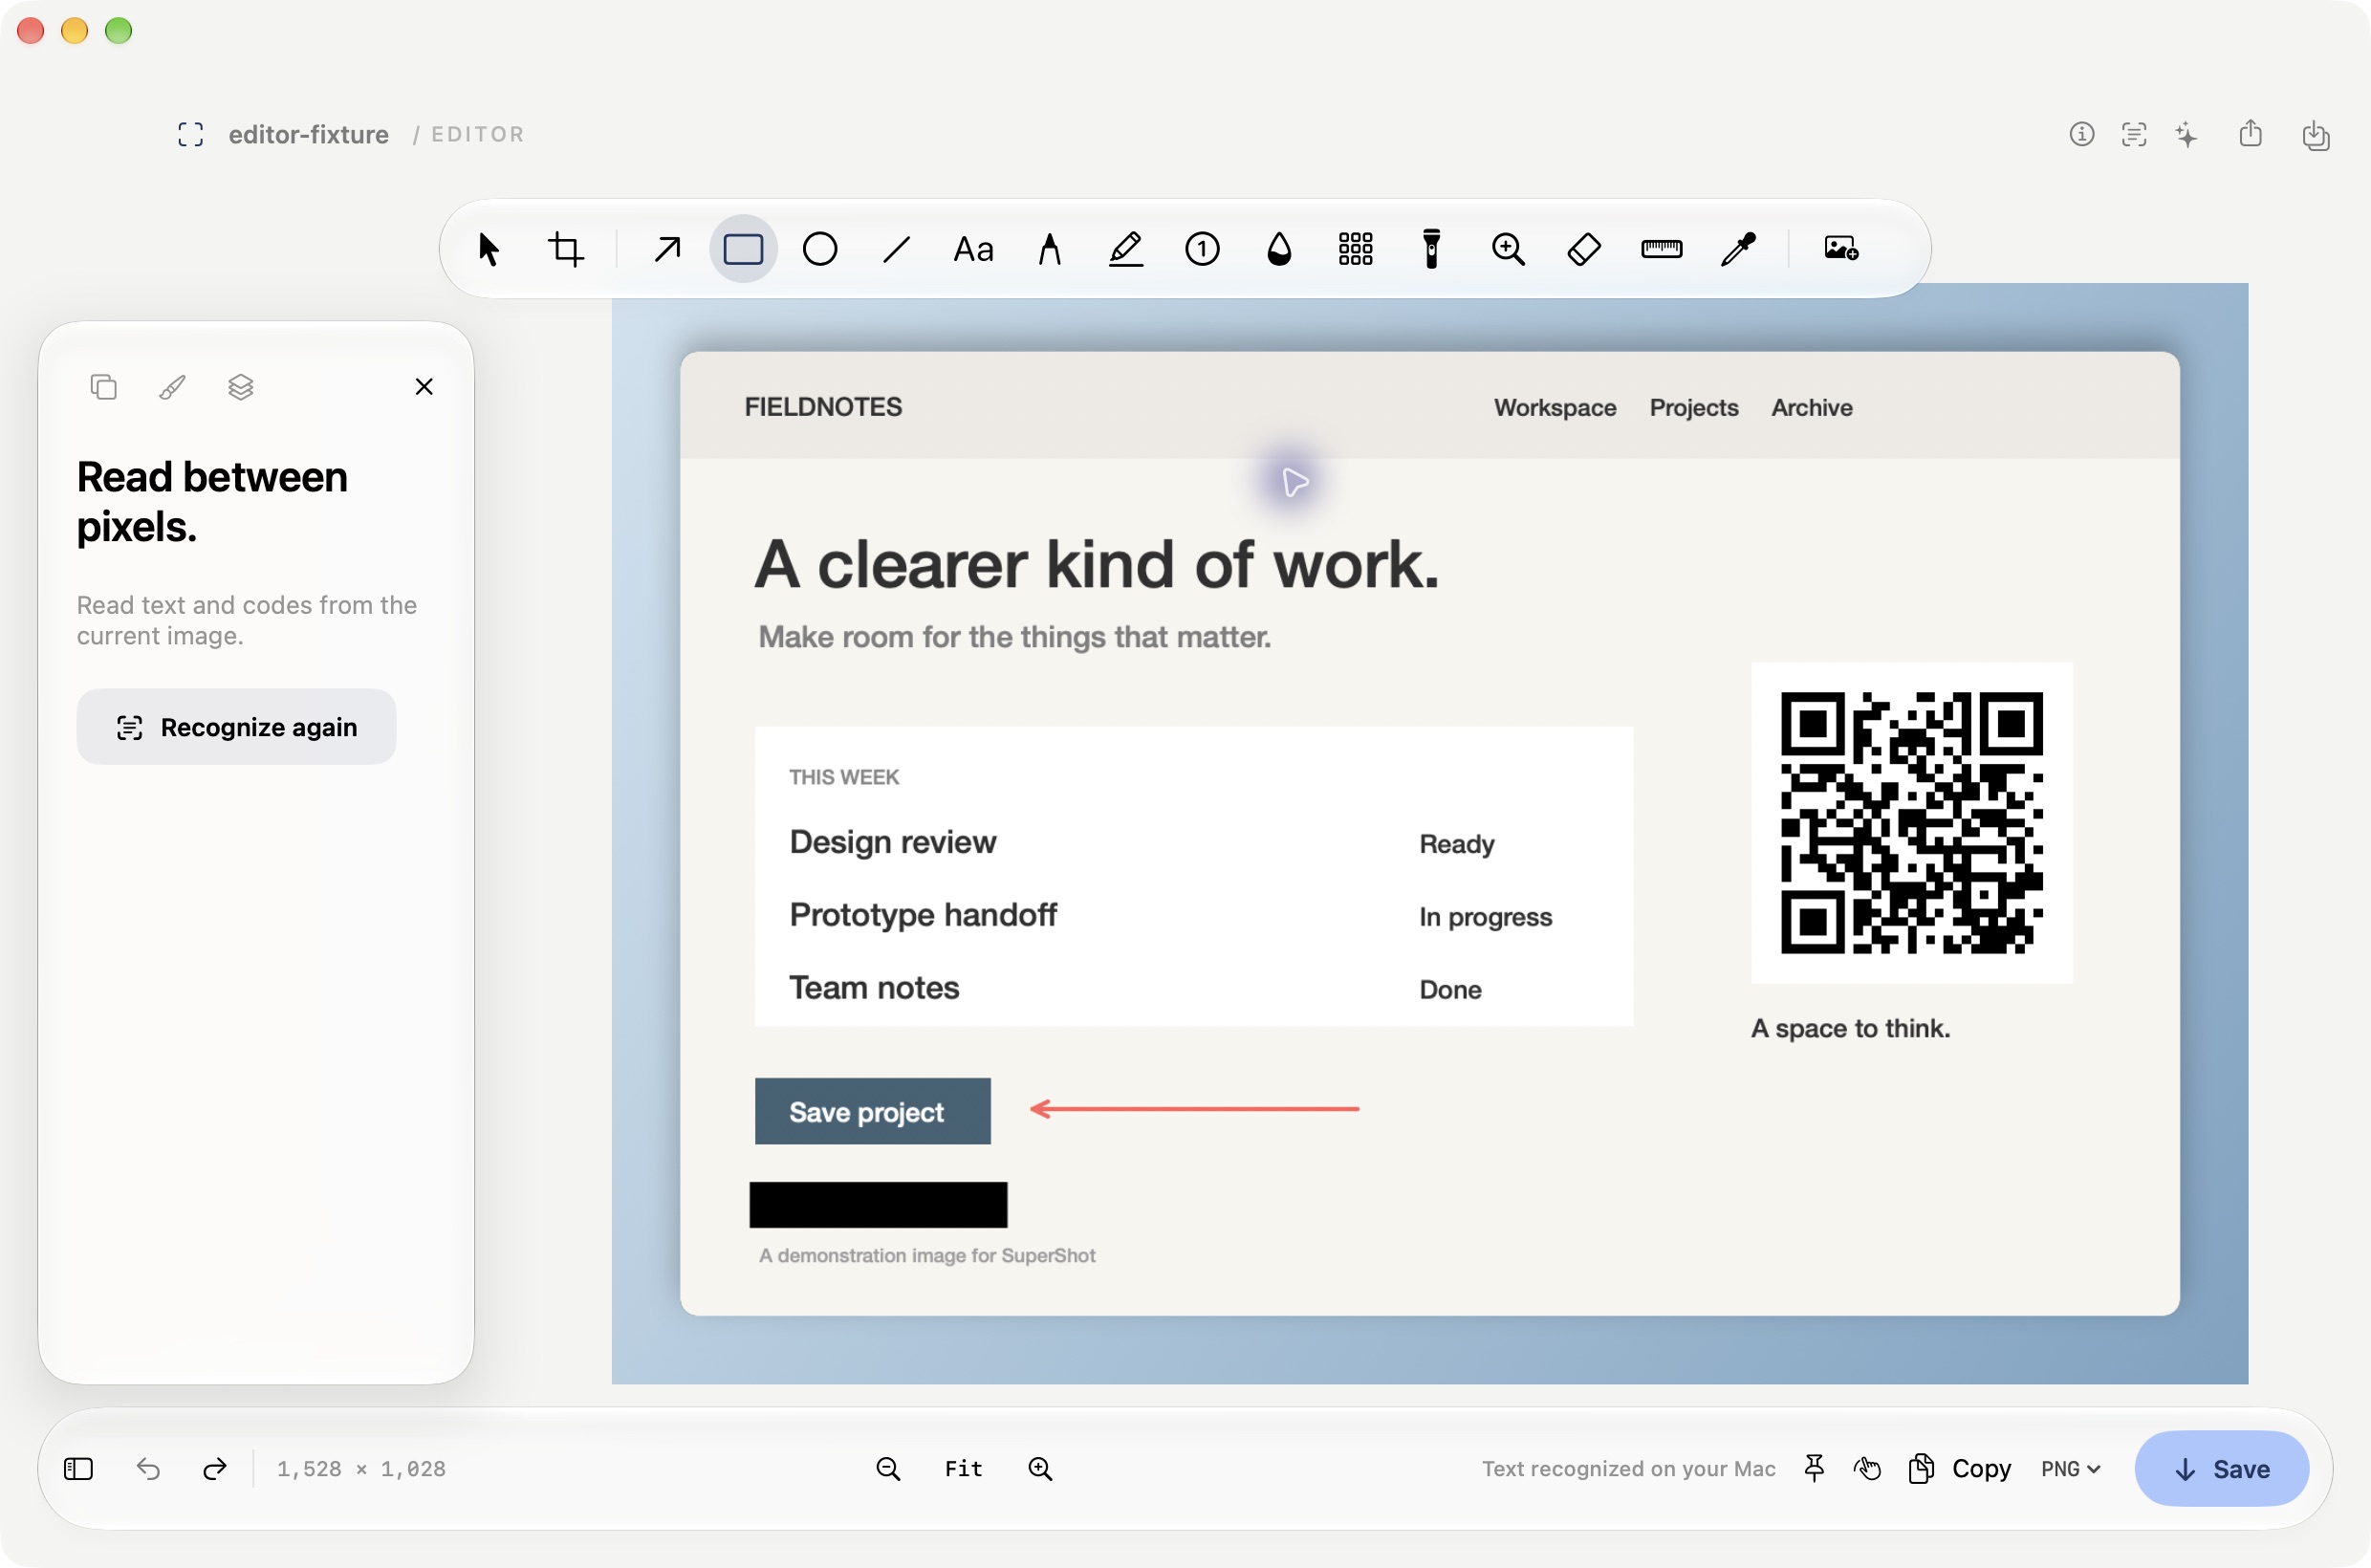 editor-fixture / EDITOR
Aa
1
Read between
pixels.
Read text and codes from the
current image.
Recognize again
FIELDNOTES
Workspace Projects Archive
A clearer kind of work.
Make room for the things that matter.
THIS WEEK
Design review Ready
Prototype handoff In progress
Team notes Done
A space to think.
Save project
A demonstration image for SuperShot
1,528 × 1,028
Fit
Text recognized on your Mac
Copy
PNG
Save